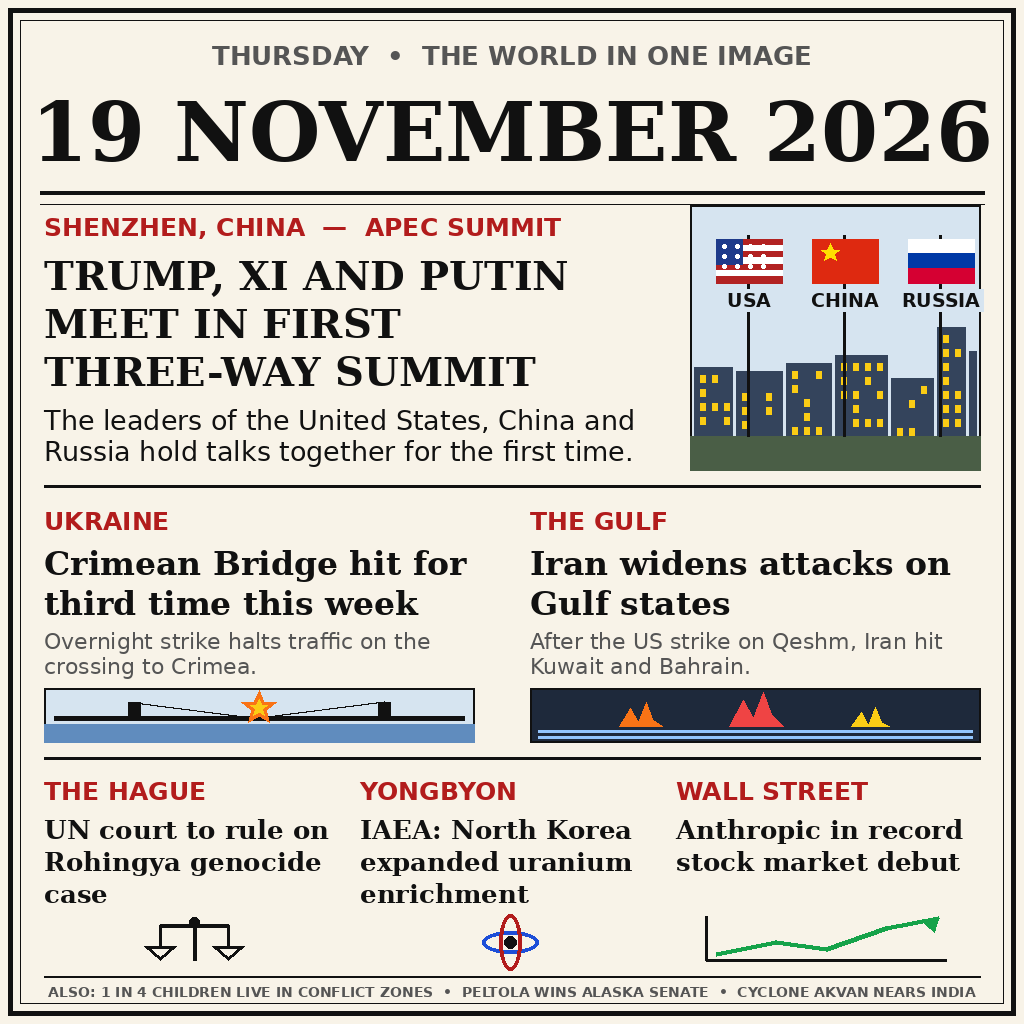 THURSDAY • THE WORLD IN ONE IMAGE
19 NOVEMBER 2026
SHENZHEN, CHINA — APEC SUMMIT
TRUMP, XI AND PUTIN
MEET IN FIRST
THREE-WAY SUMMIT
The leaders of the United States, China and
Russia hold talks together for the first time.
USA CHINA RUSSIA
UKRAINE
Crimean Bridge hit for
third time this week
Overnight strike halts traffic on the
crossing to Crimea.
THE GULF
Iran widens attacks on
Gulf states
After the US strike on Qeshm, Iran hit
Kuwait and Bahrain.
THE HAGUE
UN court to rule on
Rohingya genocide
case
YONGBYON
IAEA: North Korea
expanded uranium
enrichment
WALL STREET
Anthropic in record
stock market debut
ALSO: 1 IN 4 CHILDREN LIVE IN CONFLICT ZONES • PELTOLA WINS ALASKA SENATE • CYCLONE AKVAN NEARS INDIA